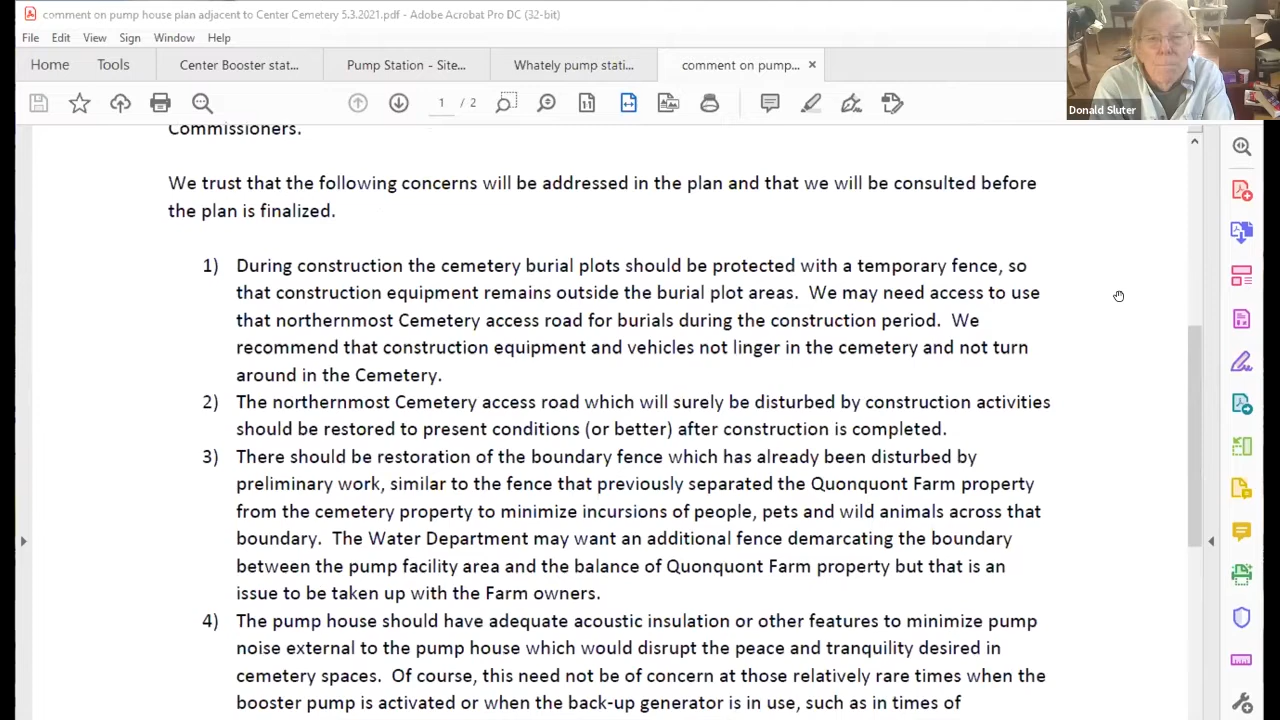 comment on pump house plan adjacent to Center Cemetery 5.3.2021.pdf - Adobe Acrobat Pro DC (32-bit)
File Edit View Sign Window Help
Home Tools Center Booster stat... Pump Station - Site... Whately pump stati... comment on pump... ×
1 / 2
Donald Sluter
Commissioners.
We trust that the following concerns will be addressed in the plan and that we will be consulted before
the plan is finalized.
1) During construction the cemetery burial plots should be protected with a temporary fence, so
that construction equipment remains outside the burial plot areas. We may need access to use
that northernmost Cemetery access road for burials during the construction period. We
recommend that construction equipment and vehicles not linger in the cemetery and not turn
around in the Cemetery.
2) The northernmost Cemetery access road which will surely be disturbed by construction activities
should be restored to present conditions (or better) after construction is completed.
3) There should be restoration of the boundary fence which has already been disturbed by
preliminary work, similar to the fence that previously separated the Quonquont Farm property
from the cemetery property to minimize incursions of people, pets and wild animals across that
boundary. The Water Department may want an additional fence demarcating the boundary
between the pump facility area and the balance of Quonquont Farm property but that is an
issue to be taken up with the Farm owners.
4) The pump house should have adequate acoustic insulation or other features to minimize pump
noise external to the pump house which would disrupt the peace and tranquility desired in
cemetery spaces. Of course, this need not be of concern at those relatively rare times when the
booster pump is activated or when the back-up generator is in use, such as in times of